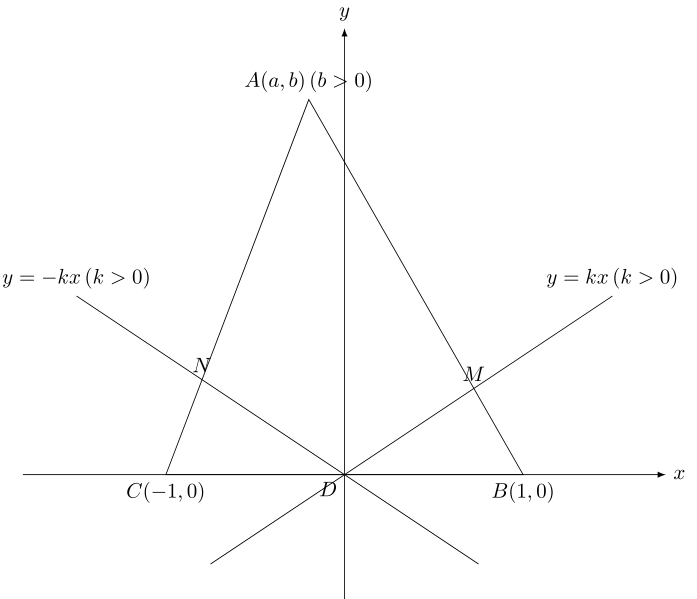 y
A(a, b) (b > 0)
y = −kx (k > 0)
y = kx (k > 0)
N
M
x
C(−1, 0)
D
B(1, 0)